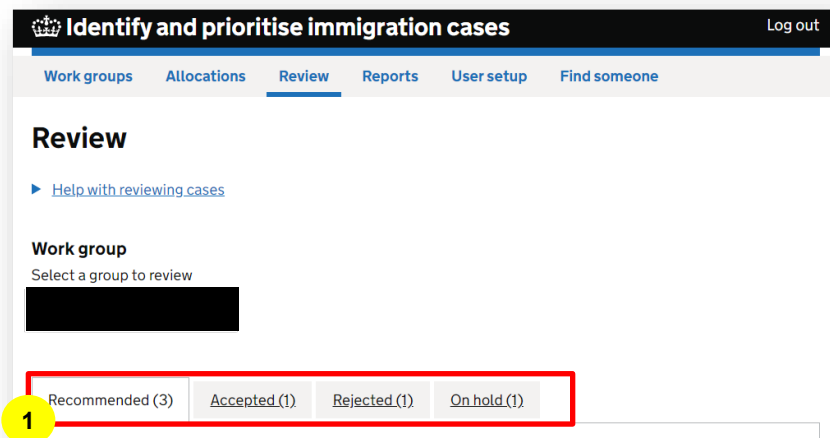 Identify and prioritise immigration cases Log out
Work groups Allocations Review Reports User setup Find someone
Review
Help with reviewing cases
Work group
Select a group to review
Recommended (3) Accepted (1) Rejected (1) On hold (1)
1